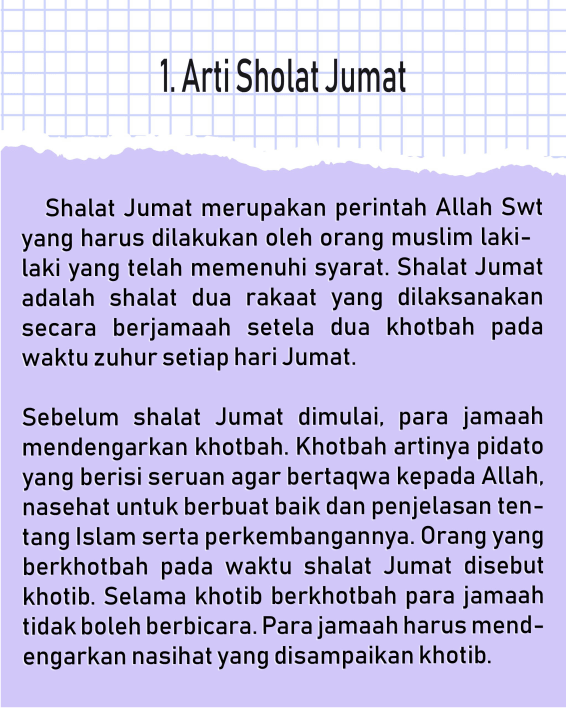 1. Arti Sholat Jumat
Shalat Jumat merupakan perintah Allah Swt
yang harus dilakukan oleh orang muslim laki-
laki yang telah memenuhi syarat. Shalat Jumat
adalah shalat dua rakaat yang dilaksanakan
secara berjamaah setela dua khotbah pada
waktu zuhur setiap hari Jumat.
Sebelum shalat Jumat dimulai, para jamaah
mendengarkan khotbah. Khotbah artinya pidato
yang berisi seruan agar bertaqwa kepada Allah,
nasehat untuk berbuat baik dan penjelasan ten-
tang Islam serta perkembangannya. Orang yang
berkhotbah pada waktu shalat Jumat disebut
khotib. Selama khotib berkhotbah para jamaah
tidak boleh berbicara. Para jamaah harus mend-
engarkan nasihat yang disampaikan khotib.